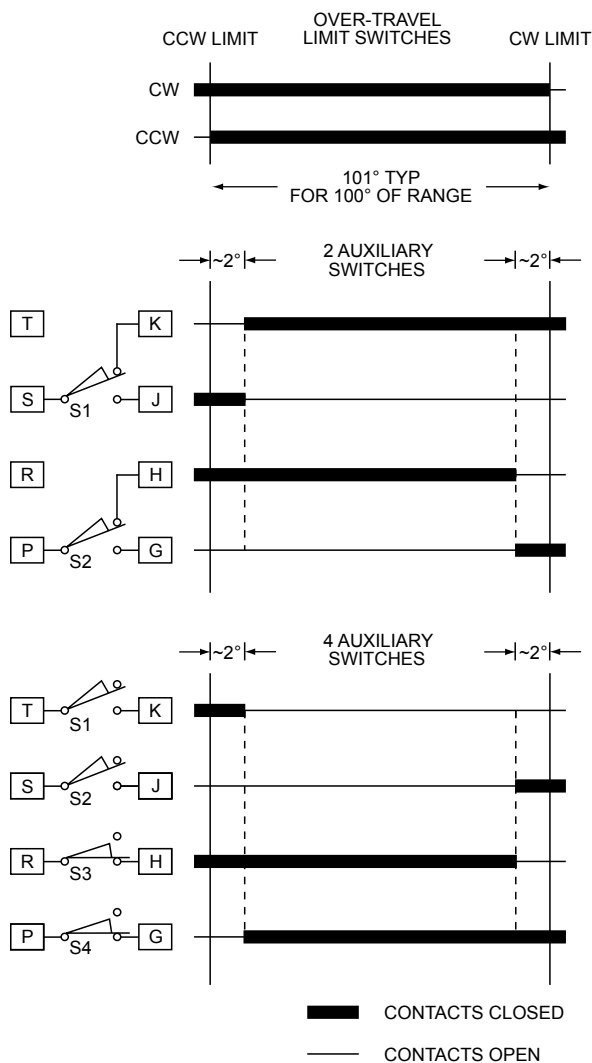 OVER-TRAVEL
LIMIT SWITCHES
CCW LIMIT
CW LIMIT
CW
CCW
101° TYP
FOR 100° OF RANGE
~2°
2 AUXILIARY
SWITCHES
~2°
T
K
S
S1
J
R
H
P
S2
G
~2°
4 AUXILIARY
SWITCHES
~2°
T
S1
K
S
S2
J
R
S3
H
P
S4
G
CONTACTS CLOSED
CONTACTS OPEN